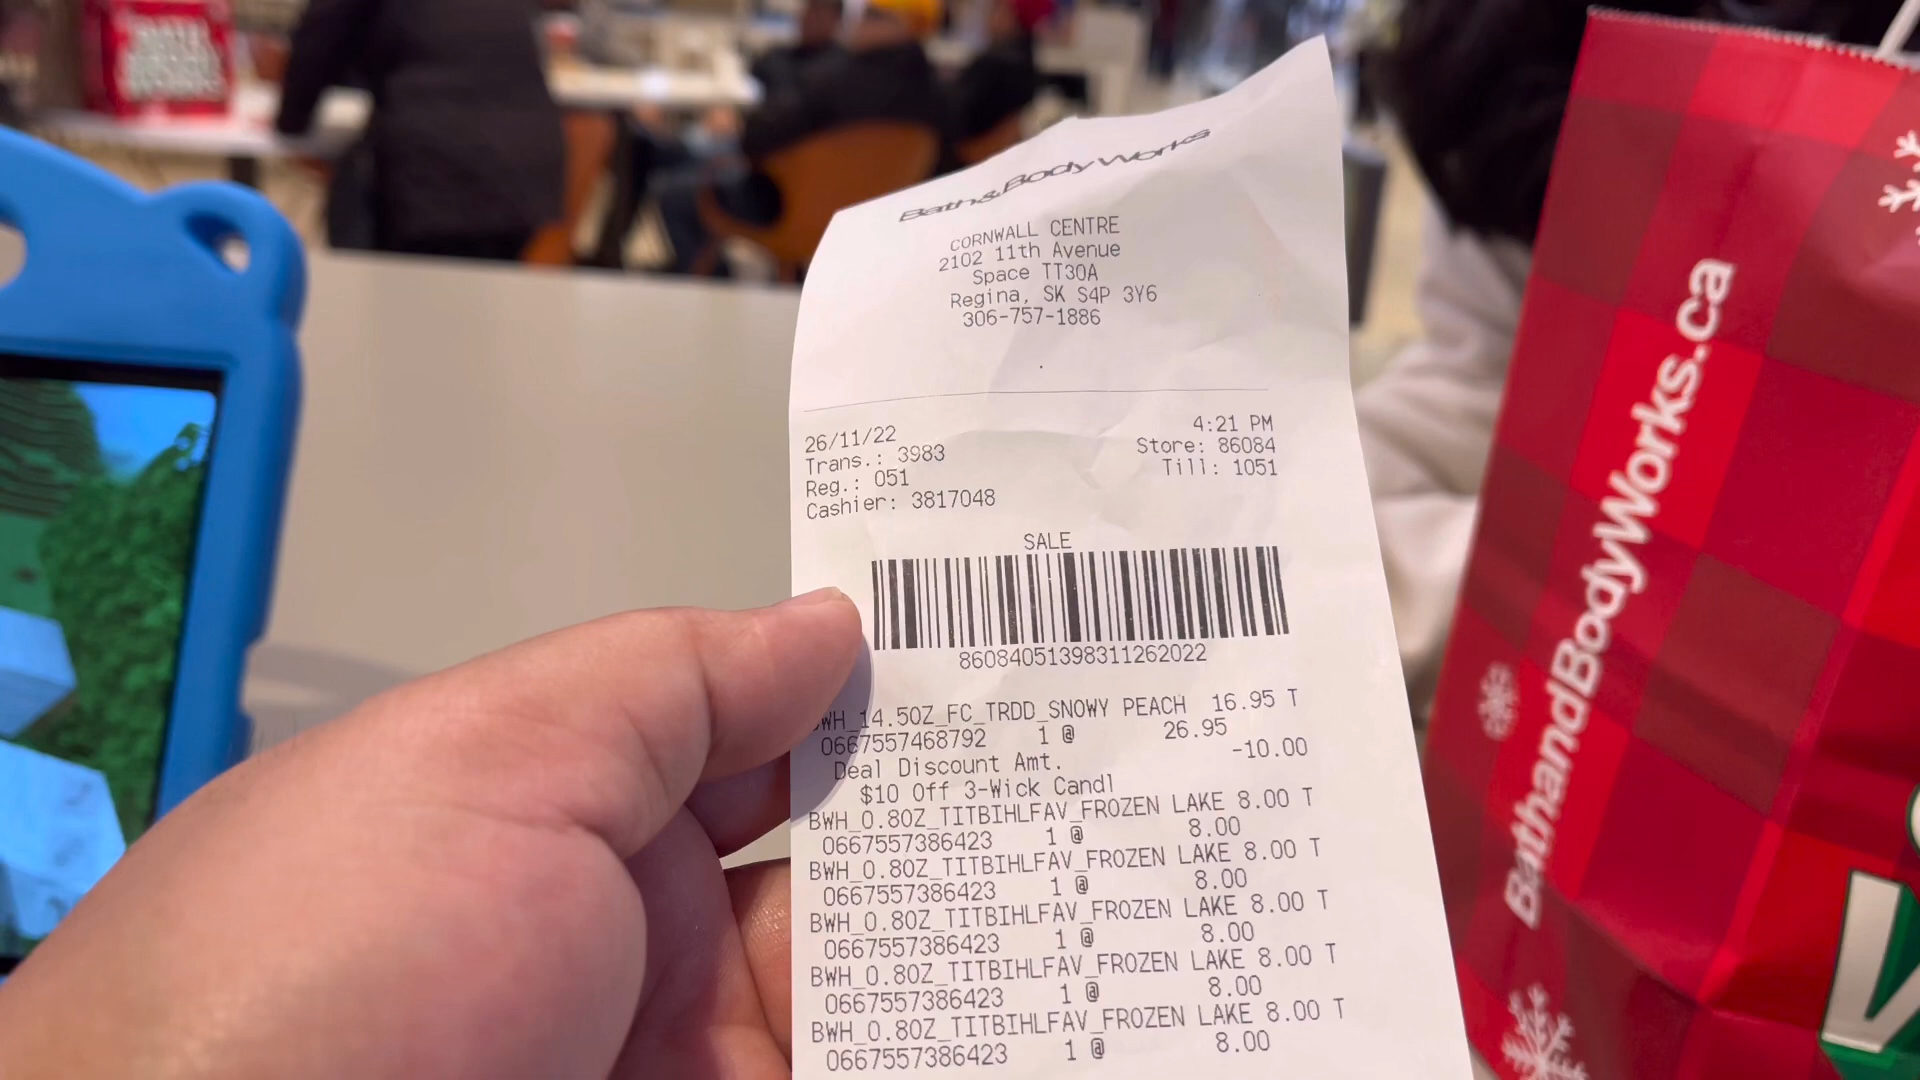 Bath&BodyWorks
CORNWALL CENTRE
2102 11th Avenue
Space TT30A
Regina, SK S4P 3Y6
306-757-1886
26/11/22 4:21 PM
Trans.: 3983 Store: 86084
Reg.: 051 Till: 1051
Cashier: 3817048
SALE
86084051398311262022
BWH_14.5OZ_FC_TRDD_SNOWY PEACH 16.95 T
0667557468792 1 @ 26.95
Deal Discount Amt. -10.00
$10 Off 3-Wick Candl
BWH_0.8OZ_TITBIHLFAV_FROZEN LAKE 8.00 T
0667557386423 1 @ 8.00
BWH_0.8OZ_TITBIHLFAV_FROZEN LAKE 8.00 T
0667557386423 1 @ 8.00
BWH_0.8OZ_TITBIHLFAV_FROZEN LAKE 8.00 T
0667557386423 1 @ 8.00
BWH_0.8OZ_TITBIHLFAV_FROZEN LAKE 8.00 T
0667557386423 1 @ 8.00
BWH_0.8OZ_TITBIHLFAV_FROZEN LAKE 8.00 T
0667557386423 1 @ 8.00
BathandBodyWorks.ca